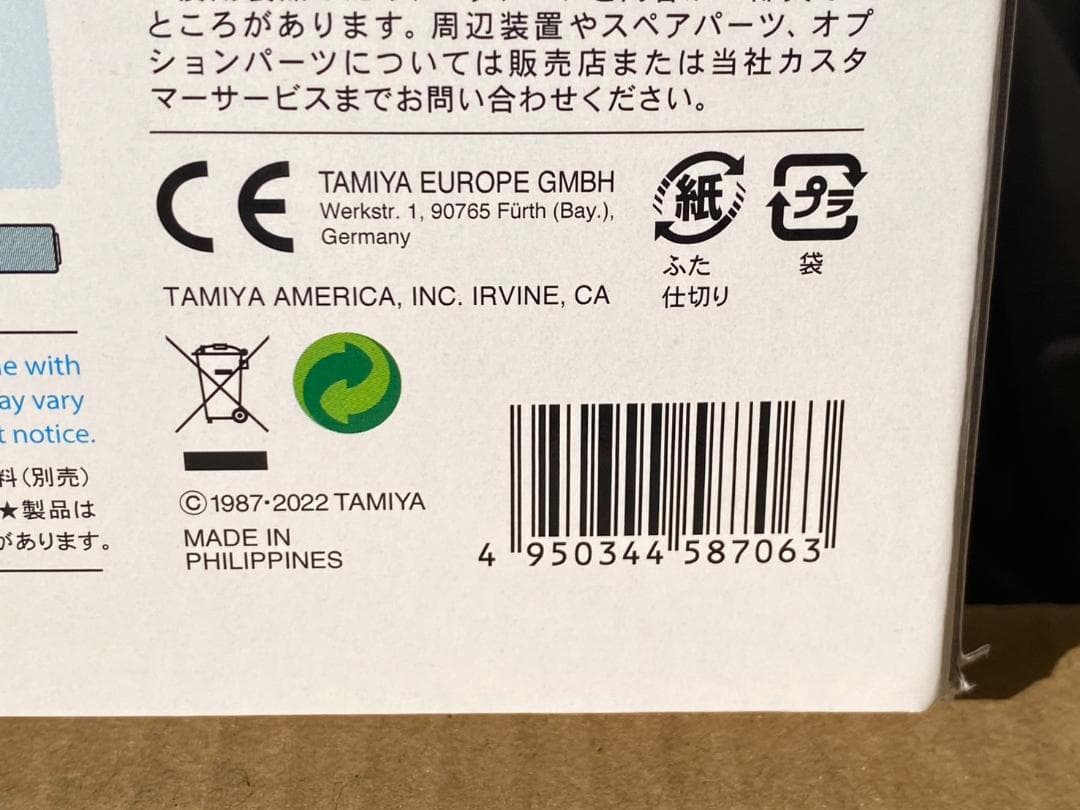 ところがあります。周辺装置やスペアパーツ、オプ
ションパーツについては販売店または当社カスタ
マーサービスまでお問い合わせください。
CE
TAMIYA EUROPE GMBH
Werkstr. 1, 90765 Fürth (Bay.),
Germany
紙
ふた
仕切り
プラ
袋
TAMIYA AMERICA, INC. IRVINE, CA
e with
ay vary
t notice.
料（別売）
★製品は
があります。
©1987・2022 TAMIYA
MADE IN
PHILIPPINES
4 950344 587063